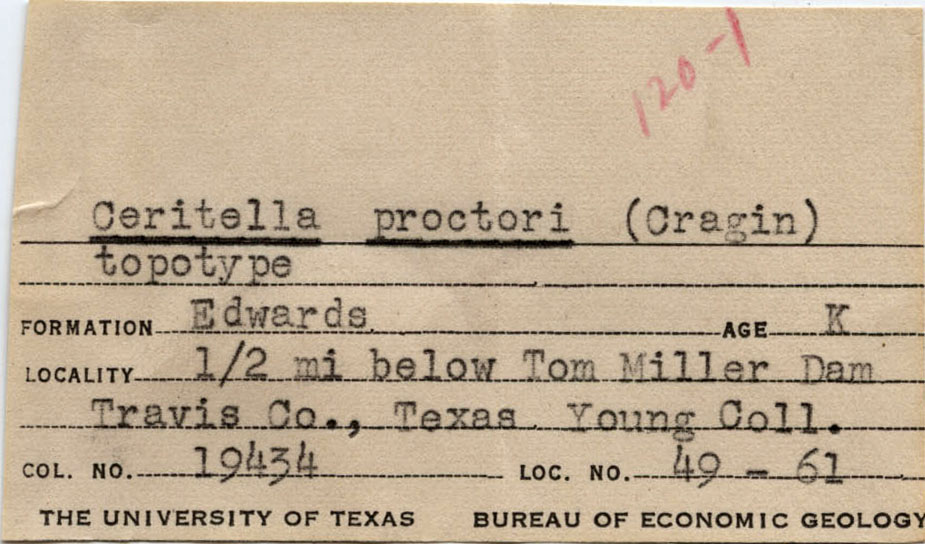 120-1
Ceritella proctori (Cragin)
topotype
FORMATION Edwards AGE K
LOCALITY 1/2 mi below Tom Miller Dam
Travis Co., Texas Young Coll.
COL. NO. 19434 LOC. NO. 49 - 61
THE UNIVERSITY OF TEXAS BUREAU OF ECONOMIC GEOLOGY